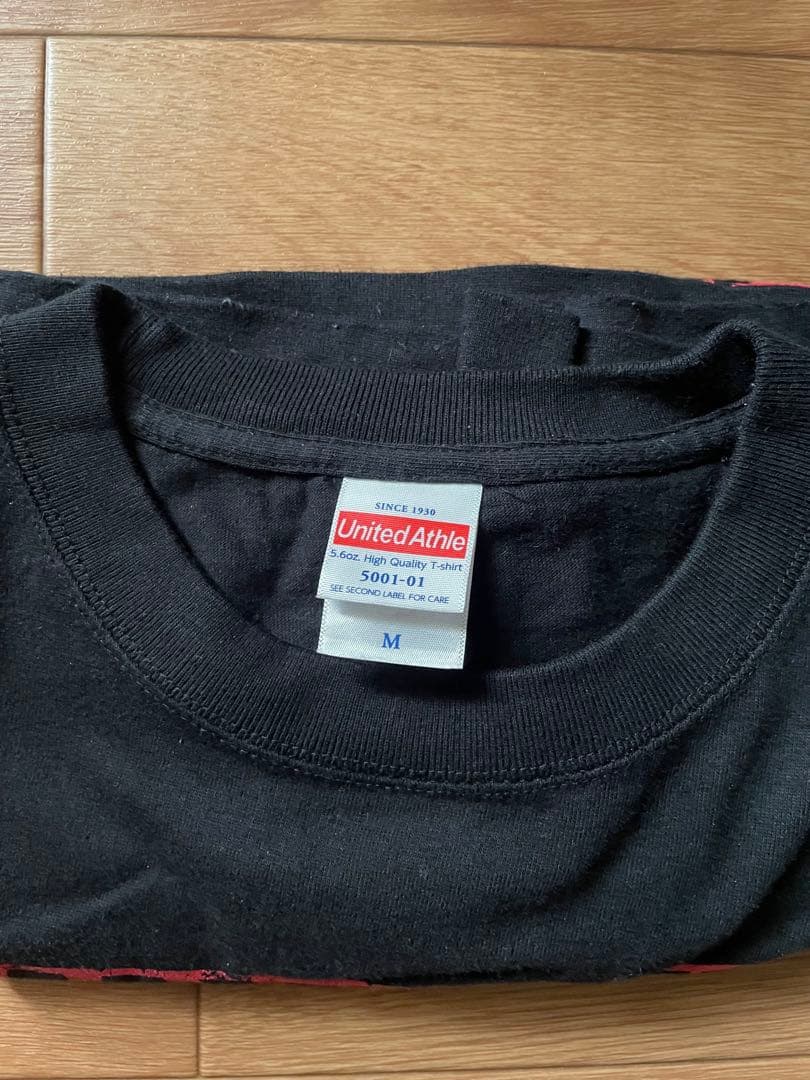 SINCE 1930
United Athle
5.6oz. High Quality T-shirt
5001-01
SEE SECOND LABEL FOR CARE
M